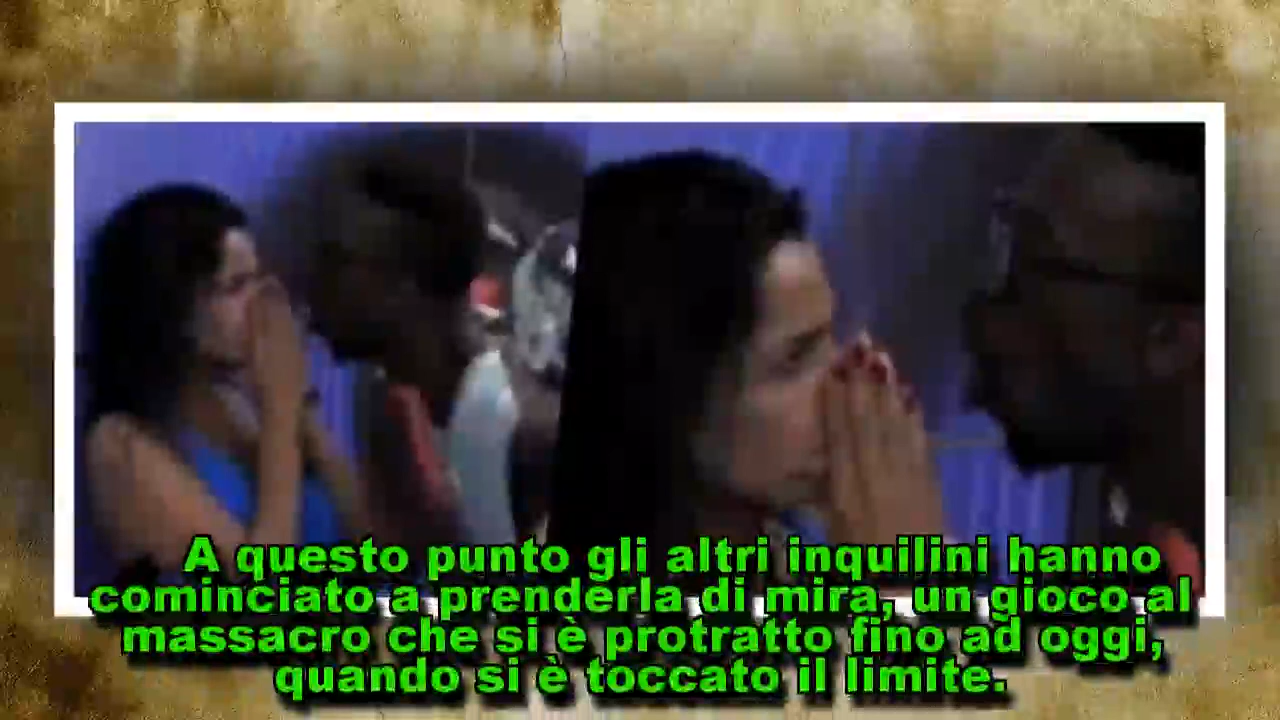 A questo punto gli altri inquilini hanno
cominciato a prenderla di mira, un gioco al
massacro che si è protratto fino ad oggi,
quando si è toccato il limite.